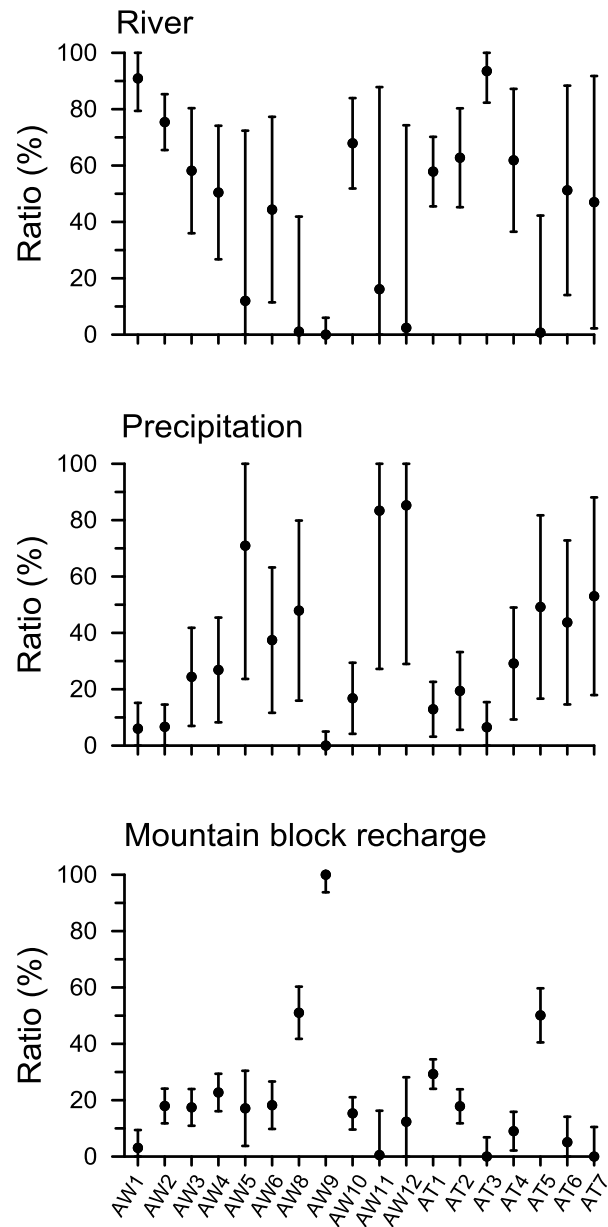 River
100
80
60
40
20
0
Ratio (%)
Precipitation
100
80
60
40
20
0
Ratio (%)
Mountain block recharge
100
80
60
40
20
0
Ratio (%)
AW1 AW2 AW3 AW4 AW5 AW6 AW8 AW9 AW10 AW11 AW12 AT1 AT2 AT3 AT4 AT5 AT6 AT7